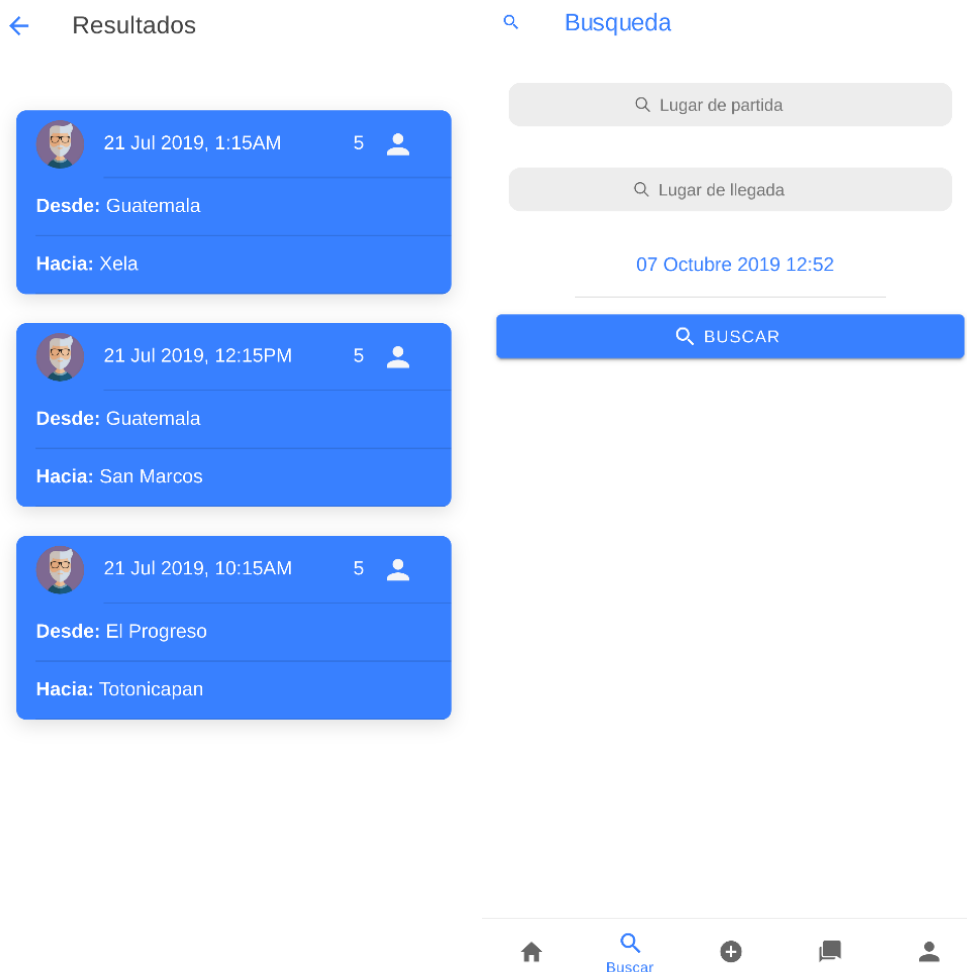 Resultados
21 Jul 2019, 1:15AM 5
Desde: Guatemala
Hacia: Xela
21 Jul 2019, 12:15PM 5
Desde: Guatemala
Hacia: San Marcos
21 Jul 2019, 10:15AM 5
Desde: El Progreso
Hacia: Totonicapan
Busqueda
Lugar de partida
Lugar de llegada
07 Octubre 2019 12:52
BUSCAR
Buscar